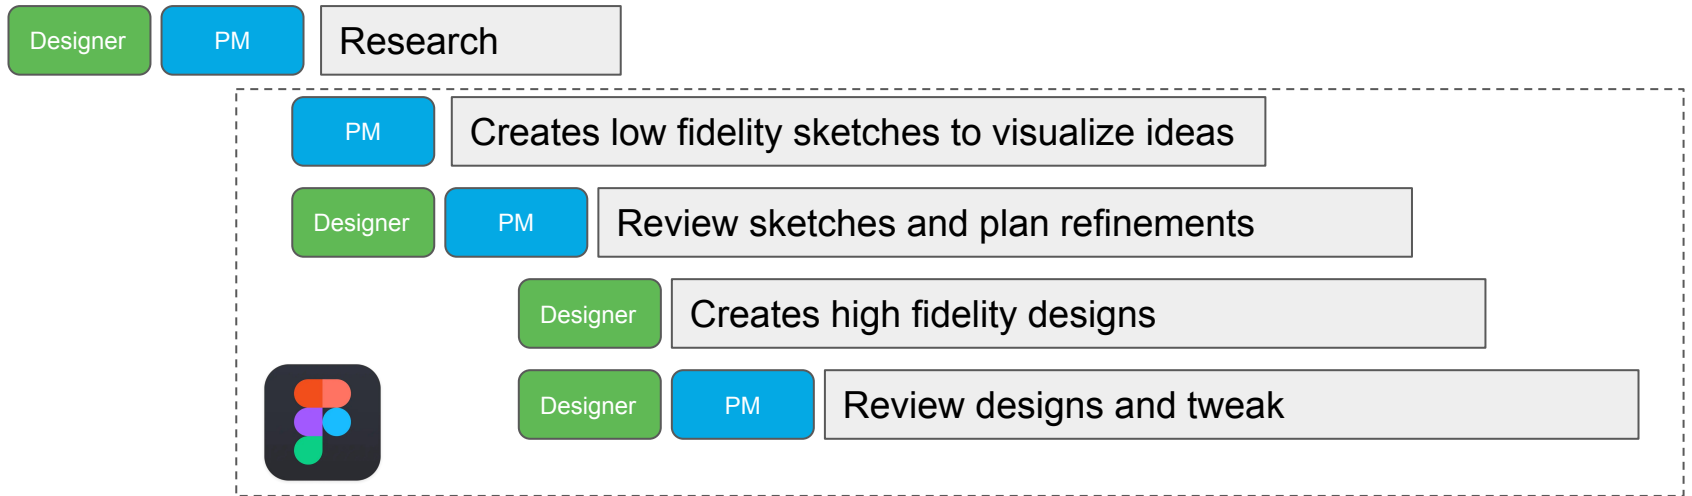 Designer PM Research
PM Creates low fidelity sketches to visualize ideas
Designer PM Review sketches and plan refinements
Designer Creates high fidelity designs
Designer PM Review designs and tweak